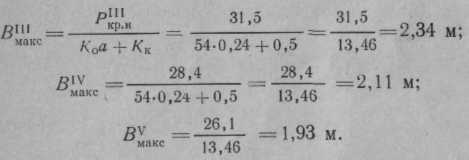 B^III_макс = P^III_кр.н / (K_о a + K_к) = 31,5 / (54·0,24 + 0,5) = 31,5 / 13,46 = 2,34 м;
B^IV_макс = 28,4 / (54·0,24 + 0,5) = 28,4 / 13,46 = 2,11 м;
B^V_макс = 26,1 / 13,46 = 1,93 м.